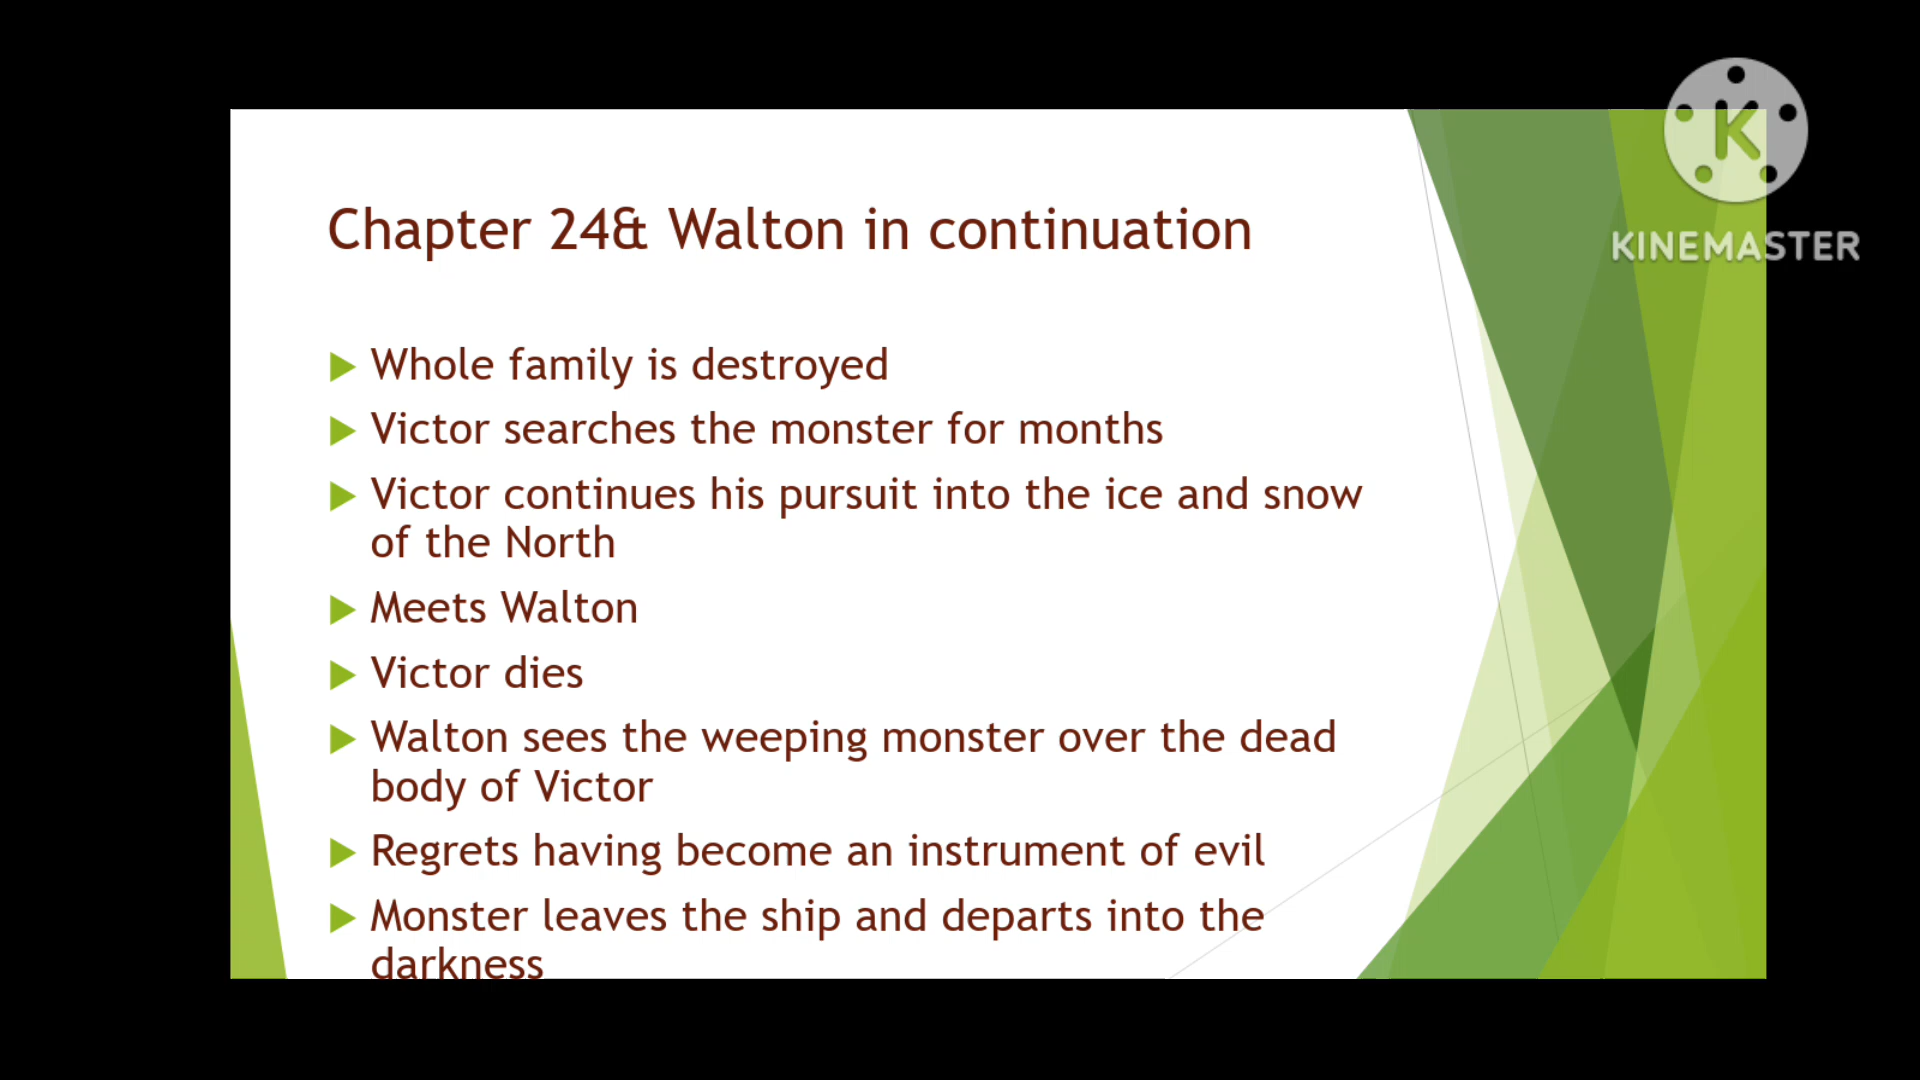 Chapter 24& Walton in continuation
Whole family is destroyed
Victor searches the monster for months
Victor continues his pursuit into the ice and snow
of the North
Meets Walton
Victor dies
Walton sees the weeping monster over the dead
body of Victor
Regrets having become an instrument of evil
Monster leaves the ship and departs into the
darkness
K
KINEMASTER